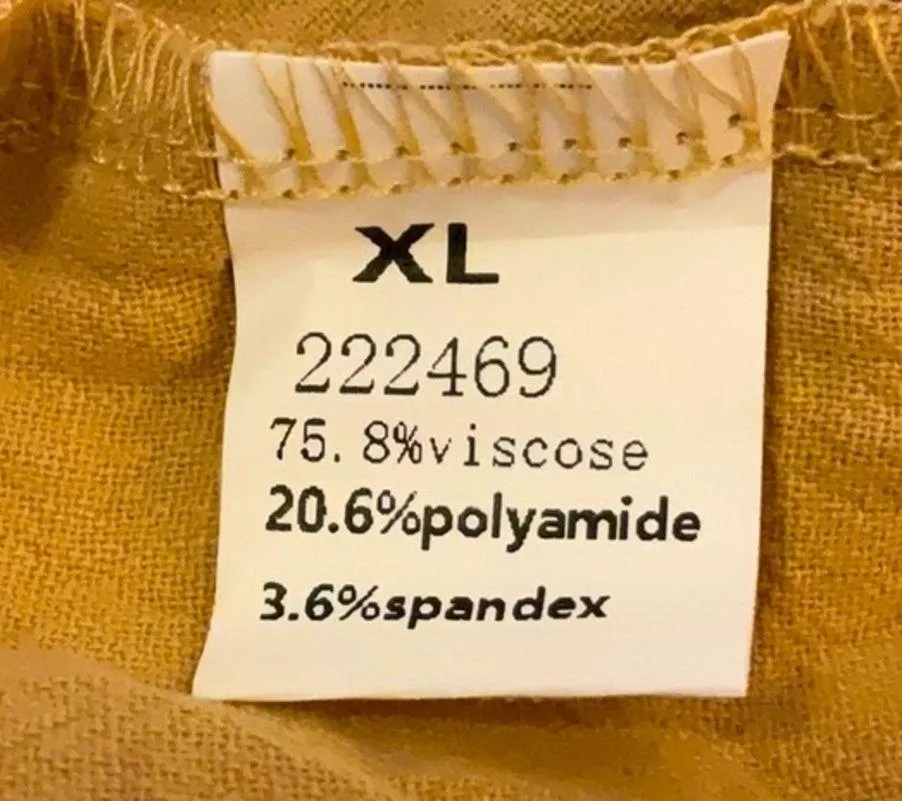 XL
222469
75.8%viscose
20.6%polyamide
3.6%spandex